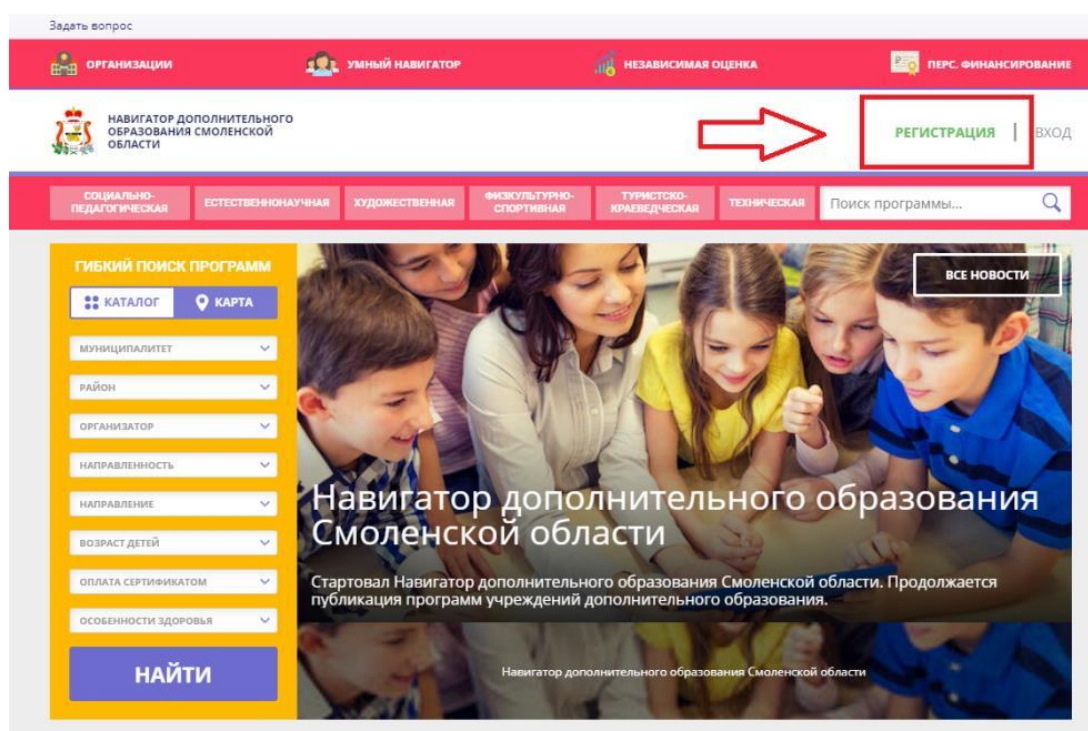 Задать вопрос
ОРГАНИЗАЦИИ
УМНЫЙ НАВИГАТОР
НЕЗАВИСИМАЯ ОЦЕНКА
ПЕРС. ФИНАНСИРОВАНИЕ
НАВИГАТОР ДОПОЛНИТЕЛЬНОГО
ОБРАЗОВАНИЯ СМОЛЕНСКОЙ
ОБЛАСТИ
РЕГИСТРАЦИЯ | ВХОД
СОЦИАЛЬНО-
ПЕДАГОГИЧЕСКАЯ
ЕСТЕСТВЕННОНАУЧНАЯ
ХУДОЖЕСТВЕННАЯ
ФИЗКУЛЬТУРНО-
СПОРТИВНАЯ
ТУРИСТСКО-
КРАЕВЕДЧЕСКАЯ
ТЕХНИЧЕСКАЯ
Поиск программы...
ГИБКИЙ ПОИСК ПРОГРАММ
КАТАЛОГ
КАРТА
МУНИЦИПАЛИТЕТ
РАЙОН
ОРГАНИЗАТОР
НАПРАВЛЕННОСТЬ
НАПРАВЛЕНИЕ
ВОЗРАСТ ДЕТЕЙ
ОПЛАТА СЕРТИФИКАТОМ
ОСОБЕННОСТИ ЗДОРОВЬЯ
НАЙТИ
ВСЕ НОВОСТИ
Навигатор дополнительного образования
Смоленской области
Стартовал Навигатор дополнительного образования Смоленской области. Продолжается
публикация программ учреждений дополнительного образования.
Навигатор дополнительного образования Смоленской области